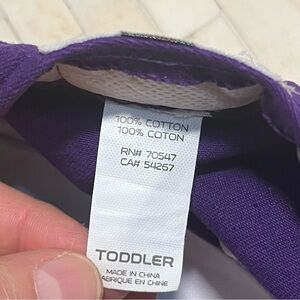 100% COTTON
100% COTON
RN# 70547
CA# 54267
TODDLER
MADE IN CHINA
FABRIQUÉ EN CHINE